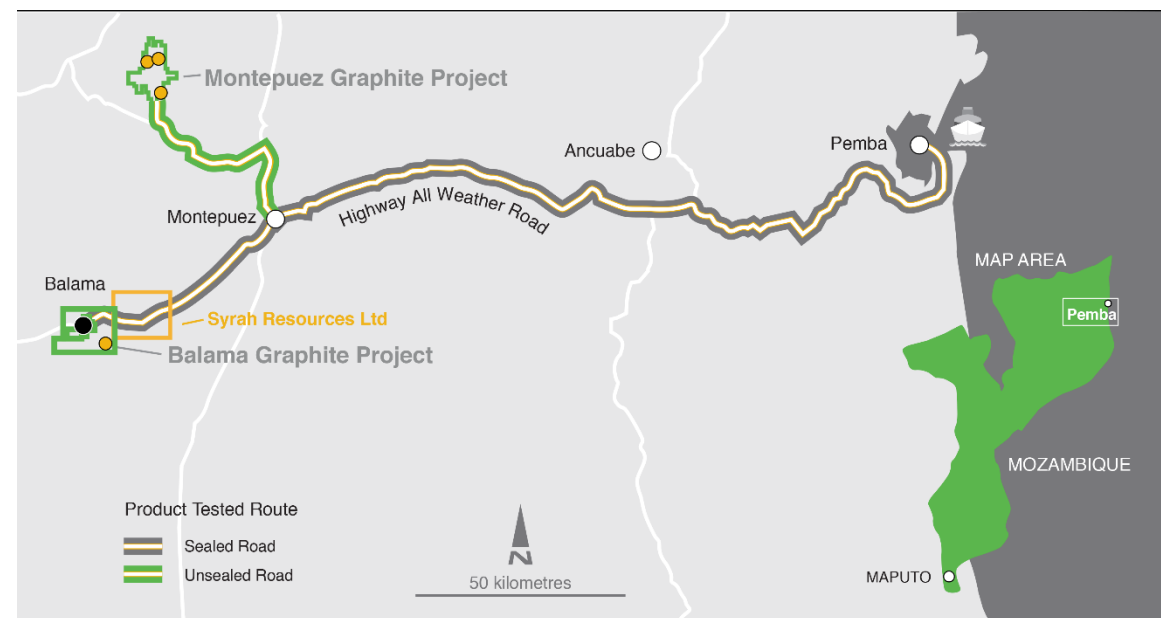 Montepuez Graphite Project
Ancuabe
Pemba
Montepuez
Highway All Weather Road
MAP AREA
Balama
Pemba
Syrah Resources Ltd
Balama Graphite Project
MOZAMBIQUE
Product Tested Route
Sealed Road
Unsealed Road
N
50 kilometres
MAPUTO